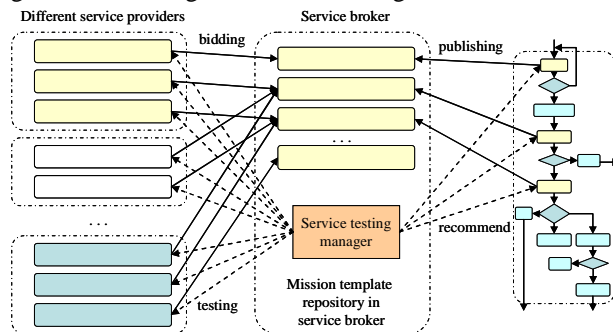 Different service providers
Service broker
bidding
publishing
. . .
. . .
Service testing
manager
recommend
testing
Mission template
repository in
service broker